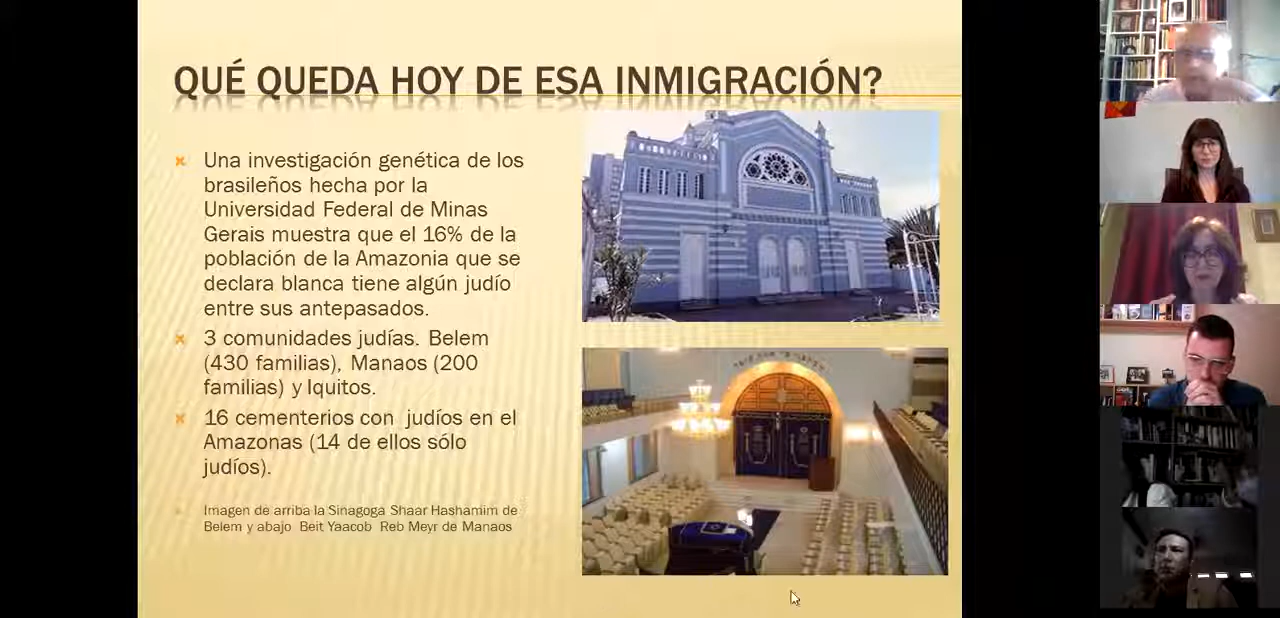 QUÉ QUEDA HOY DE ESA INMIGRACIÓN?
Una investigación genética de los
brasileños hecha por la
Universidad Federal de Minas
Gerais muestra que el 16% de la
población de la Amazonia que se
declara blanca tiene algún judío
entre sus antepasados.
3 comunidades judías. Belem
(430 familias), Manaos (200
familias) y Iquitos.
16 cementerios con judíos en el
Amazonas (14 de ellos sólo
judíos).
Imagen de arriba la Sinagoga Shaar Hashamiim de
Belem y abajo Beit Yaacob Reb Meyr de Manaos